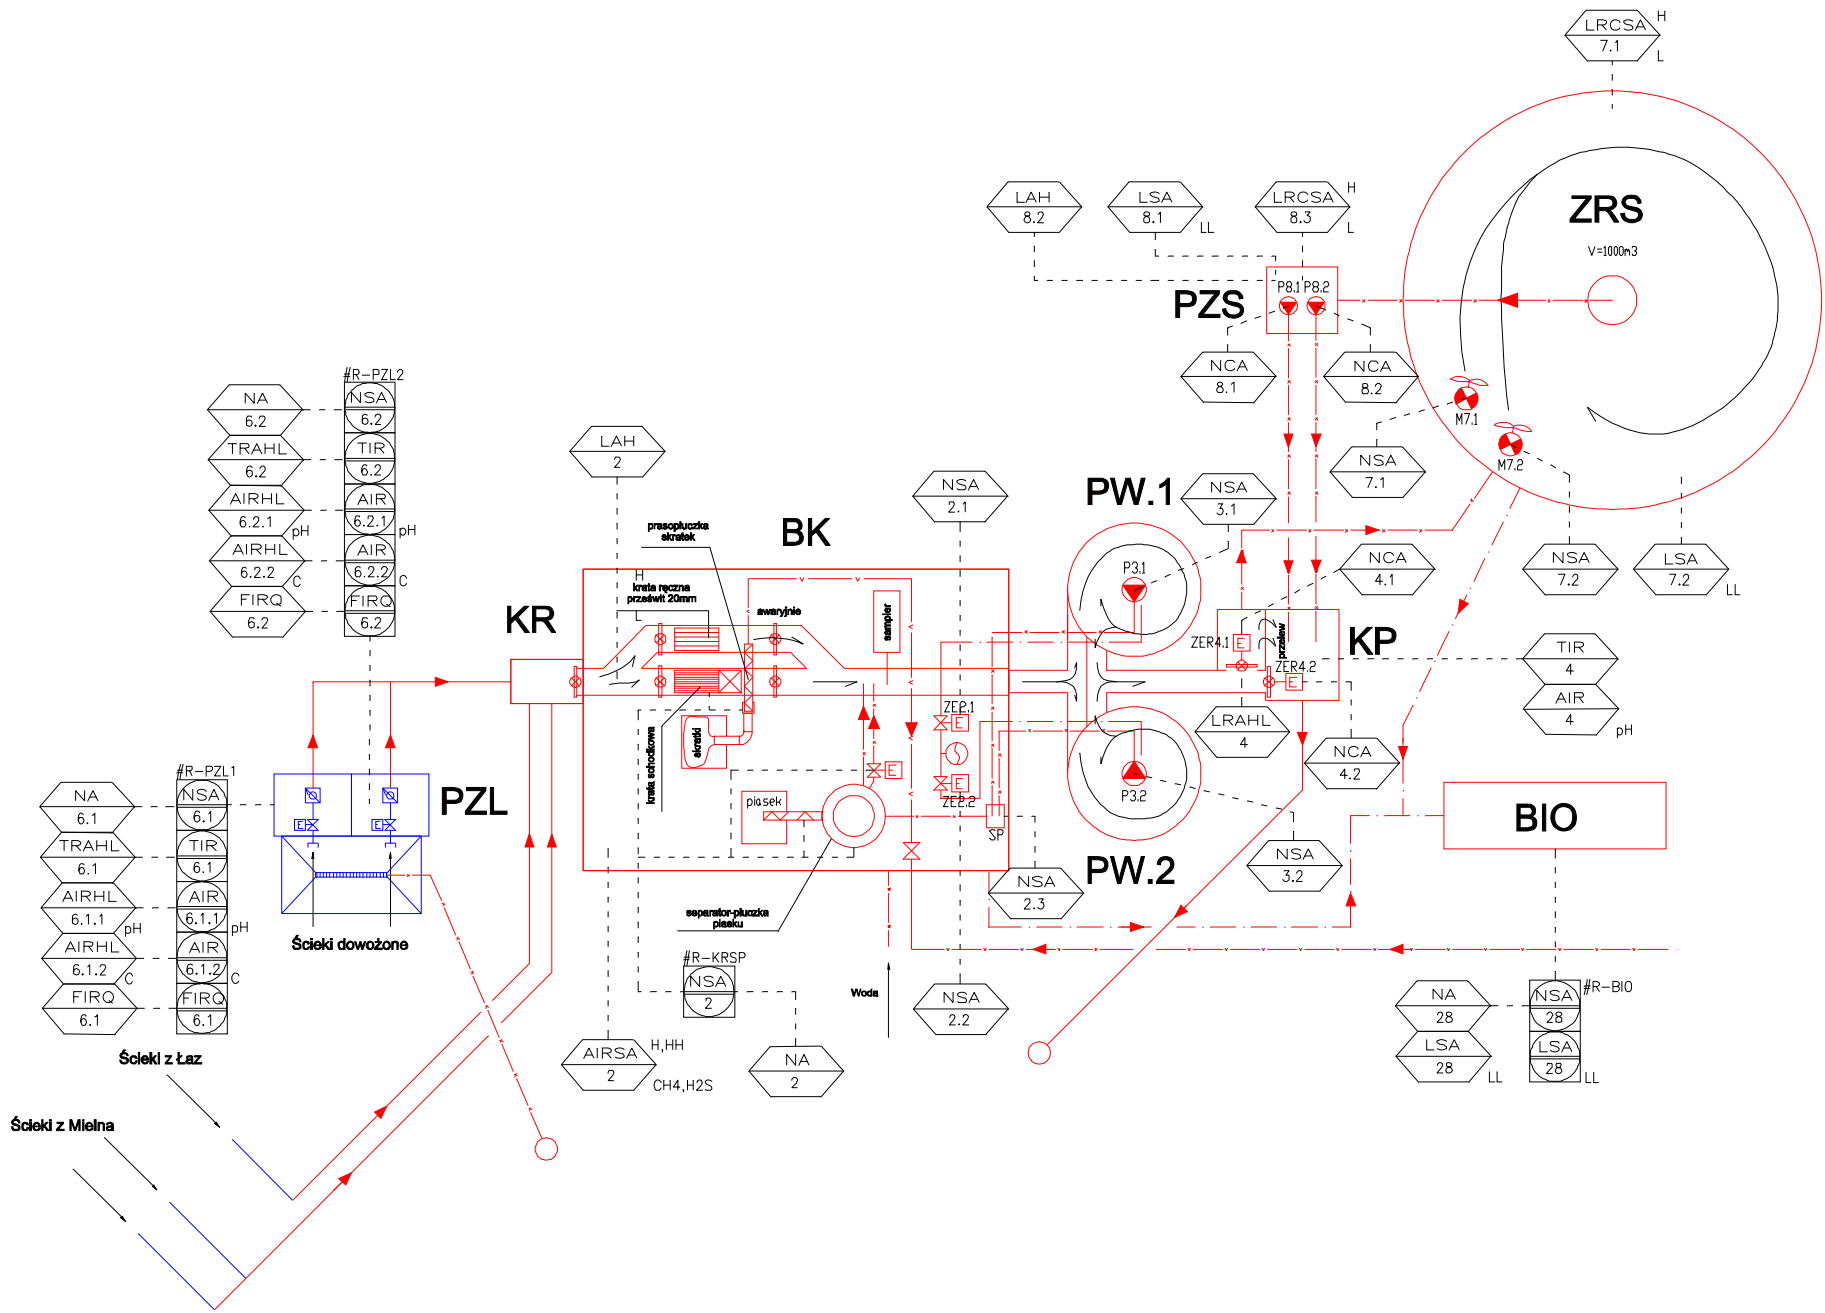 LRCSA
7.1
H
L
ZRS
V=1000m3
LAH
8.2
LSA
8.1
LL
LRCSA
8.3
H
L
PZS
P8.1
P8.2
NCA
8.1
NCA
8.2
M7.1
M7.2
NSA
7.1
NSA
7.2
LSA
7.2
LL
#R-PZL2
NA
6.2
NSA
6.2
TRAHL
6.2
TIR
6.2
AIRHL
6.2.1
pH
AIR
6.2.1
pH
AIRHL
6.2.2
C
AIR
6.2.2
C
FIRQ
6.2
FIRQ
6.2
LAH
2
H
L
NSA
2.1
PW.1
NSA
3.1
P3.1
NCA
4.1
BK
prasopłuczka
skratek
krata ręczna
prześwit 20mm
awaryjnie
sampler
KR
ZER4.1
przelew
KP
ZER4.2
TIR
4
AIR
4
pH
LRAHL
4
NCA
4.2
skratki
krata schodkowa
ZE2.1
ZE2.2
piasek
SP
P3.2
PW.2
NSA
3.2
BIO
#R-PZL1
PZL
NA
6.1
NSA
6.1
TRAHL
6.1
TIR
6.1
AIRHL
6.1.1
pH
AIR
6.1.1
pH
AIRHL
6.1.2
C
AIR
6.1.2
C
FIRQ
6.1
FIRQ
6.1
Ścieki dowożone
separator-płuczka
piasku
NSA
2.3
#R-KRSP
NSA
2
Woda
NSA
2.2
AIRSA
2
H,HH
CH4,H2S
NA
2
NA
28
NSA
28
#R-BIO
LSA
28
LL
LSA
28
LL
Ścieki z Łaz
Ścieki z Mielna